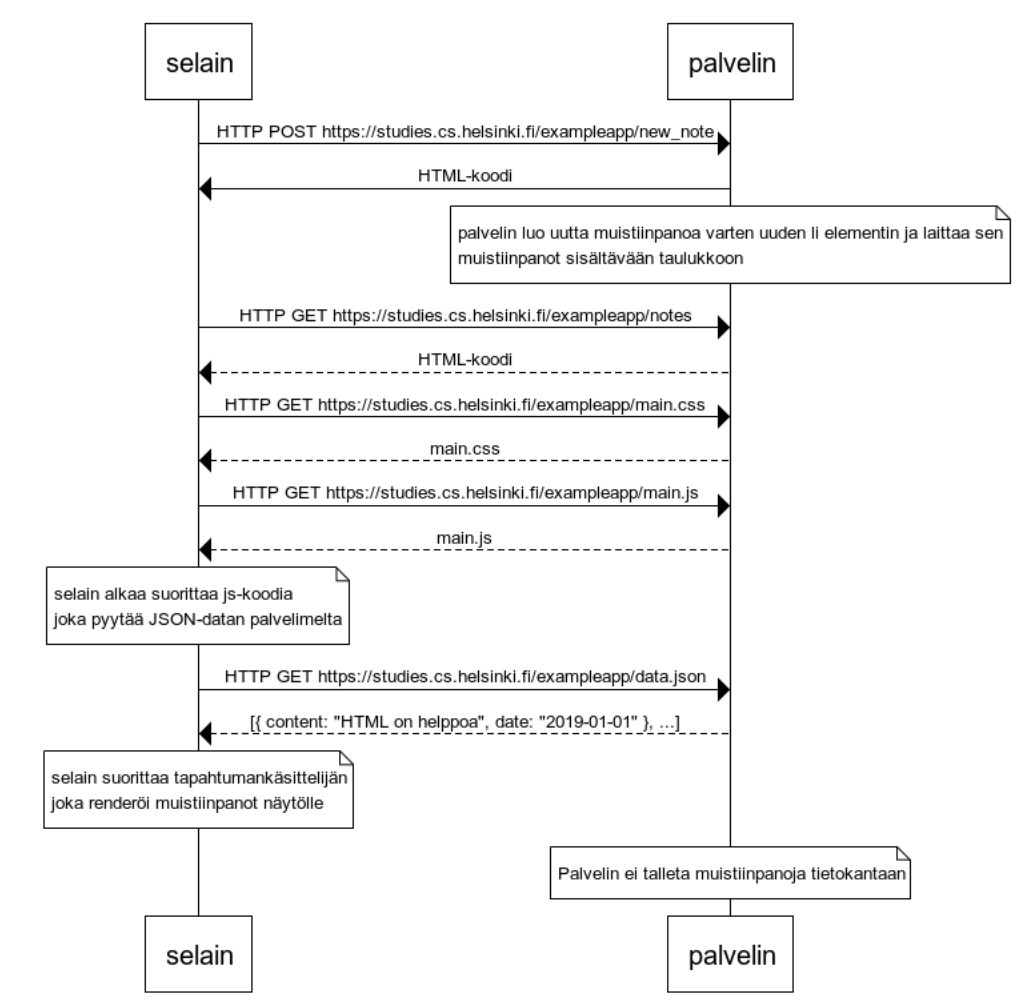 selain
palvelin
HTTP POST https://studies.cs.helsinki.fi/exampleapp/new_note
HTML-koodi
palvelin luo uutta muistiinpanoa varten uuden li elementin ja laittaa sen
muistiinpanot sisältävään taulukkoon
HTTP GET https://studies.cs.helsinki.fi/exampleapp/notes
HTML-koodi
HTTP GET https://studies.cs.helsinki.fi/exampleapp/main.css
main.css
HTTP GET https://studies.cs.helsinki.fi/exampleapp/main.js
main.js
selain alkaa suorittaa js-koodia
joka pyytää JSON-datan palvelimelta
HTTP GET https://studies.cs.helsinki.fi/exampleapp/data.json
[{ content: "HTML on helppoa", date: "2019-01-01" }, ...]
selain suorittaa tapahtumankäsittelijän
joka renderöi muistiinpanot näytölle
Palvelin ei talleta muistiinpanoja tietokantaan
selain
palvelin